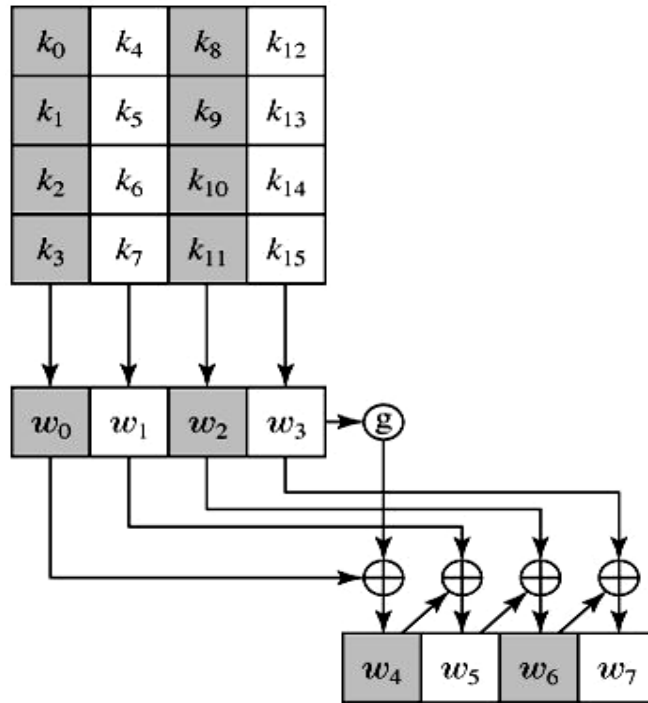 k₀ k₄ k₈ k₁₂
k₁ k₅ k₉ k₁₃
k₂ k₆ k₁₀ k₁₄
k₃ k₇ k₁₁ k₁₅
w₀ w₁ w₂ w₃ g
w₄ w₅ w₆ w₇